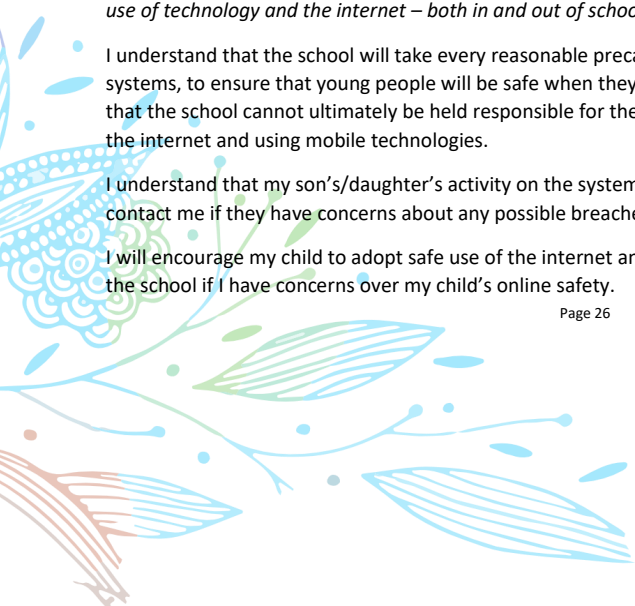 use of technology and the internet – both in and out of school
I understand that the school will take every reasonable preca
systems, to ensure that young people will be safe when they
that the school cannot ultimately be held responsible for the
the internet and using mobile technologies.
I understand that my son's/daughter's activity on the system
contact me if they have concerns about any possible breache
I will encourage my child to adopt safe use of the internet an
the school if I have concerns over my child's online safety.
Page 26